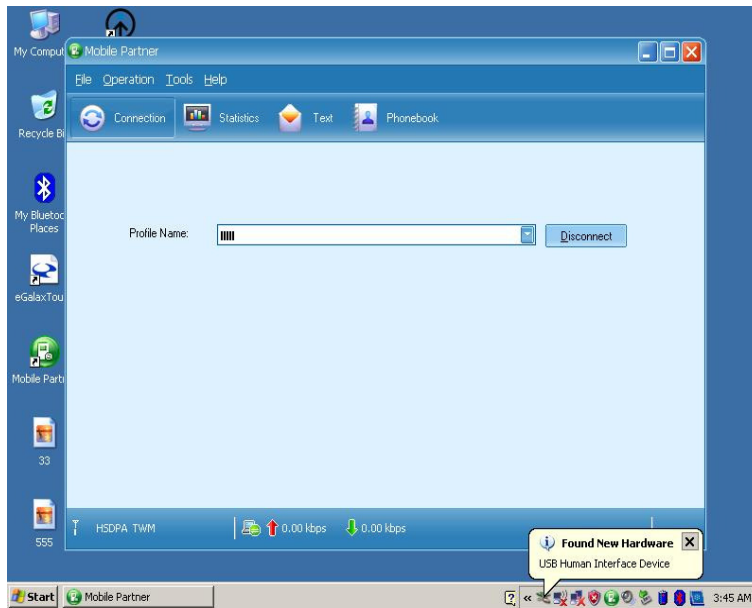 My Comput
Mobile Partner
File Operation Tools Help
Connection Statistics Text Phonebook
Recycle Bi
My Bluetoc
Places
Profile Name:
Disconnect
eGalaxTou
Mobile Partn
33
555
HSDPA TWM 0.00 kbps 0.00 kbps
Found New Hardware
USB Human Interface Device
Start Mobile Partner 3:45 AM